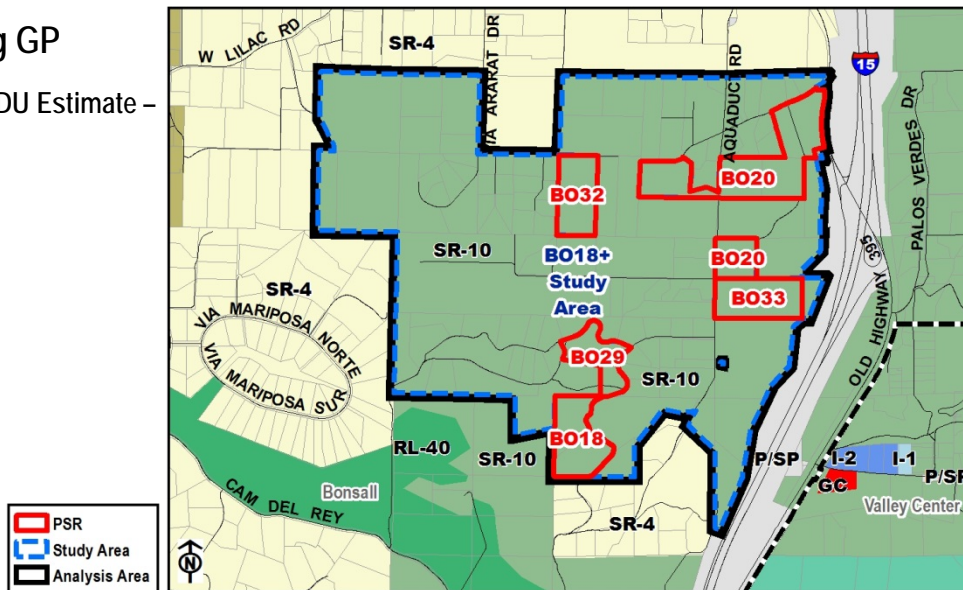 g GP
DU Estimate –
W LILAC RD
SR-4
IA ARARAT DR
15
AQUADUCT RD
PALOS VERDES DR
BO20
BO32
SR-10
BO18+
Study
Area
BO20
395
SR-4
BO33
VIA MARIPOSA NORTE
OLD HIGHWAY
BO29
VIA MARIPOSA SUR
SR-10
BO18
RL-40
SR-10
P/SP
I-2
I-1
P/SP
GC
Bonsall
CAM DEL REY
Valley Center
SR-4
PSR
Study Area
Analysis Area
N